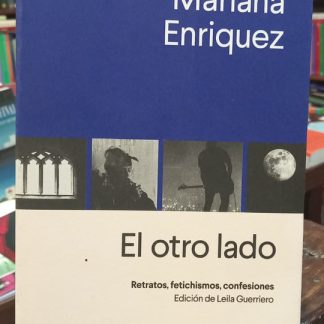 Mariana
Enriquez
El otro lado
Retratos, fetichismos, confesiones
Edición de Leila Guerriero